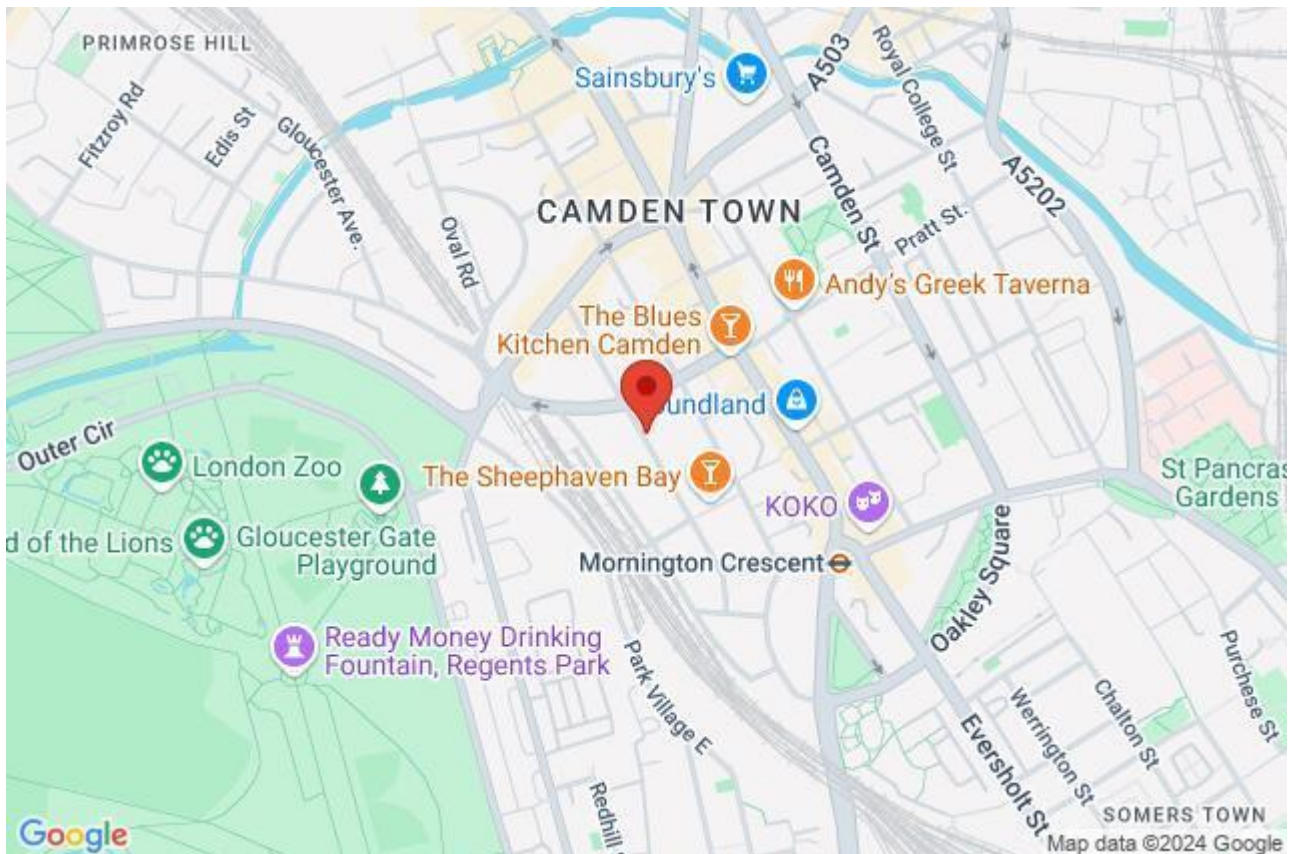 PRIMROSE HILL
Fitzroy Rd
Edis St
Gloucester Ave.
Oval Rd
Sainsbury's
A503
Royal College St
Camden St
A5202
Pratt St.
CAMDEN TOWN
Andy's Greek Taverna
The Blues
Kitchen Camden
undland
Outer Cir
London Zoo
The Sheephaven Bay
KOKO
St Pancras
Gardens
d of the Lions
Gloucester Gate
Playground
Mornington Crescent
Oakley Square
Ready Money Drinking
Fountain, Regents Park
Park Village E
Redhill
Eversholt St
Werrington St
Chalton St
Purchese St
SOMERS TOWN
Google
Map data ©2024 Google